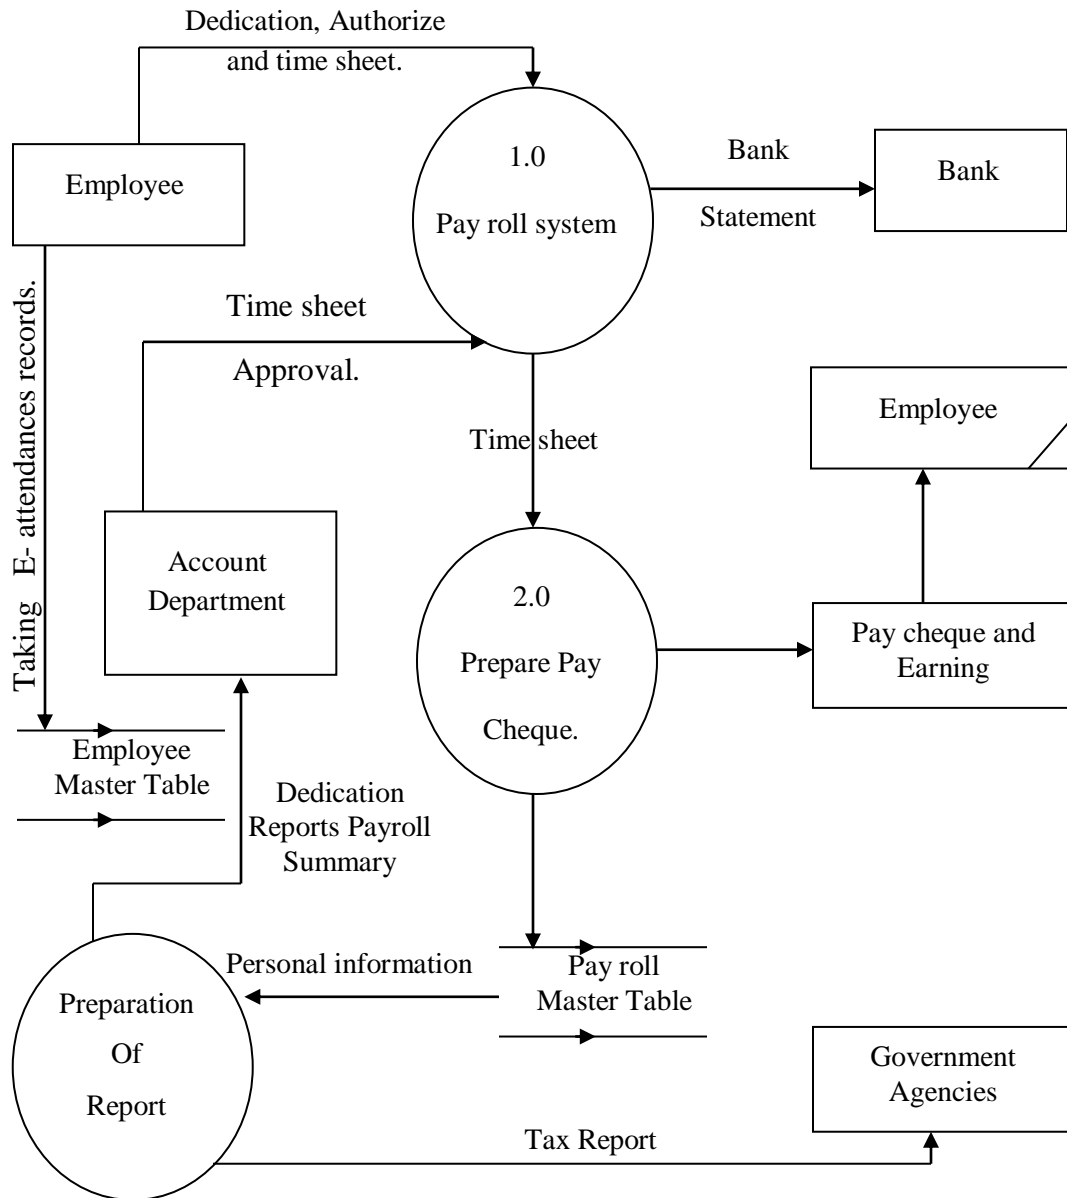 Dedication, Authorize
and time sheet.
Employee
1.0
Pay roll system
Bank
Statement
Bank
Taking E- attendances records.
Time sheet
Approval.
Time sheet
Employee
Account
Department
2.0
Prepare Pay
Cheque.
Pay cheque and
Earning
Employee
Master Table
Dedication
Reports Payroll
Summary
Personal information
Pay roll
Master Table
Preparation
Of
Report
Government
Agencies
Tax Report